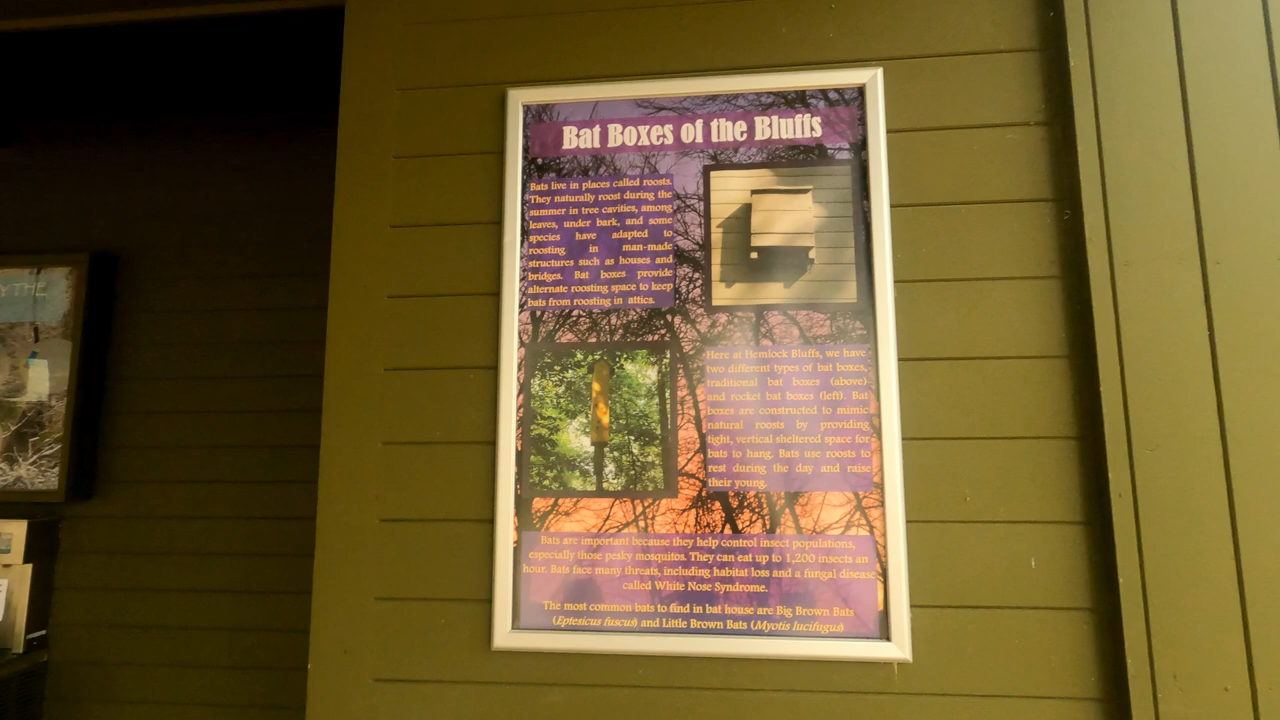 Bat Boxes of the Bluffs
Bats live in places called roosts.
They naturally roost during the
summer in tree cavities, among
leaves, under bark, and some
species have adapted to
roosting in man-made
structures such as houses and
bridges. Bat boxes provide
alternate roosting space to keep
bats from roosting in attics.
Here at Hemlock Bluffs, we have
two different types of bat boxes,
traditional bat boxes (above)
and rocket bat boxes (left). Bat
boxes are constructed to mimic
natural roosts by providing
tight, vertical sheltered space for
bats to hang. Bats use roosts to
rest during the day and raise
their young.
Bats are important because they help control insect populations,
especially those pesky mosquitos. They can eat up to 1,200 insects an
hour. Bats face many threats, including habitat loss and a fungal disease
called White Nose Syndrome.
The most common bats to find in bat house are Big Brown Bats
(Eptesicus fuscus) and Little Brown Bats (Myotis lucifugus)